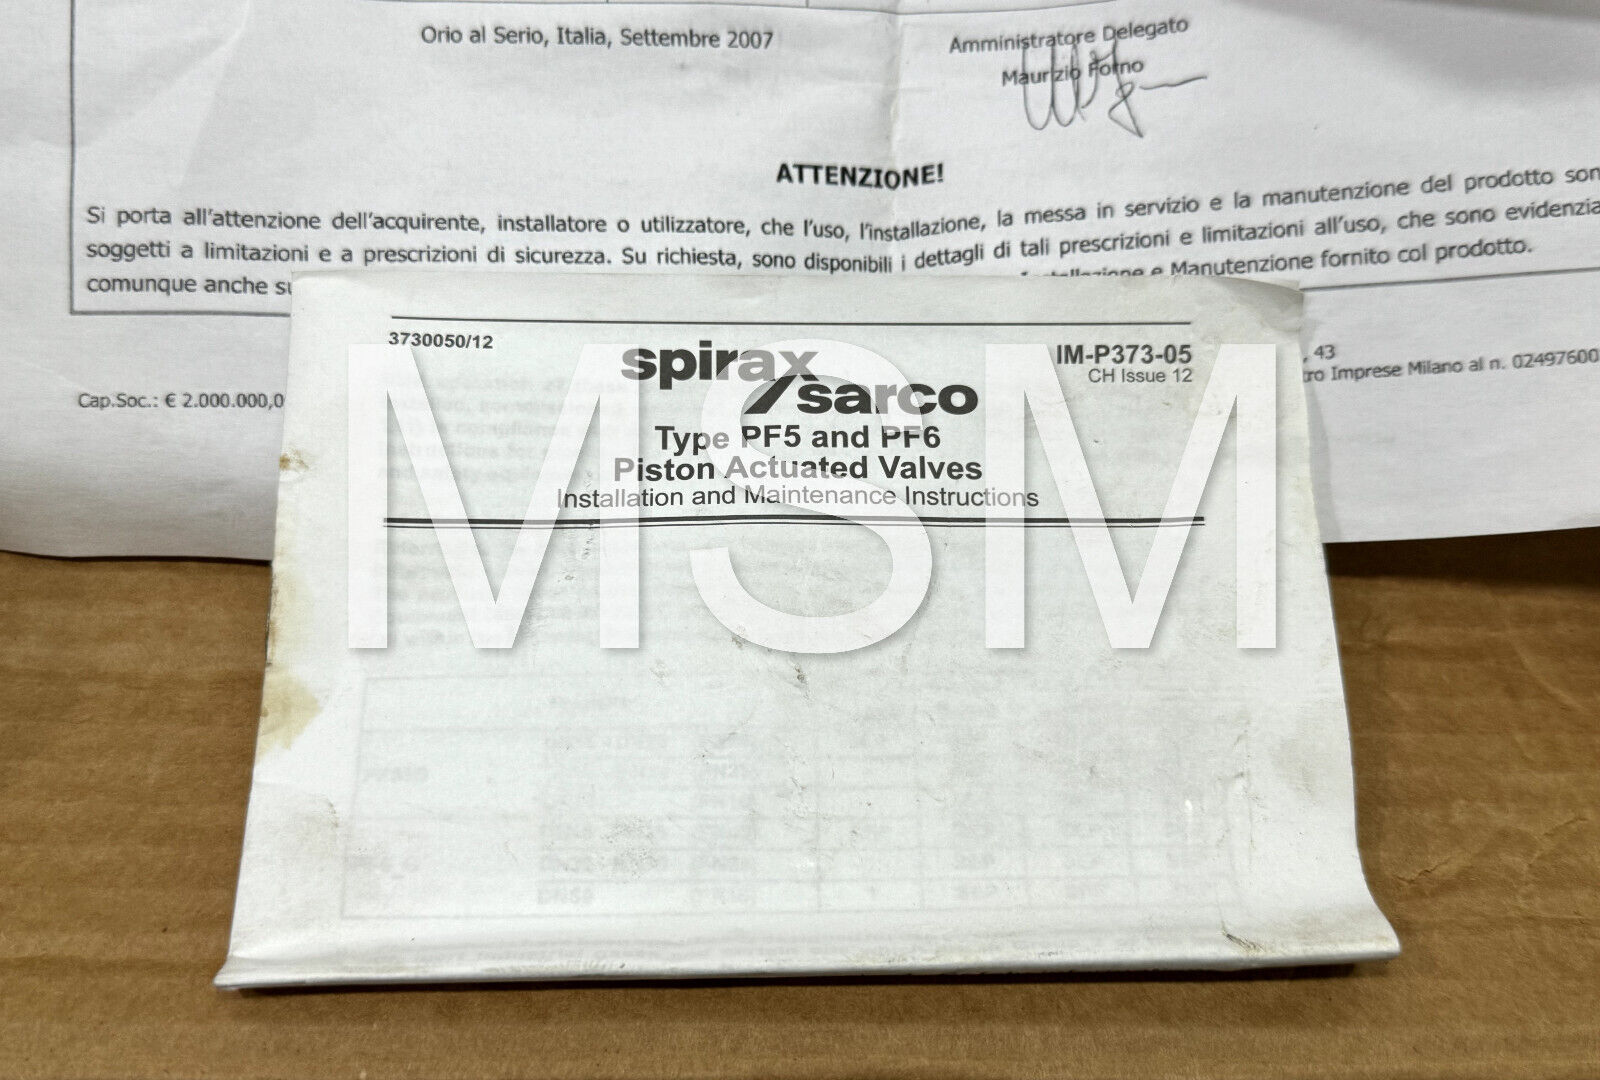 Orio al Serio, Italia, Settembre 2007
Amministratore Delegato
Maurizio Forno
ATTENZIONE!
Si porta all'attenzione dell'acquirente, installatore o utilizzatore, che l'uso, l'installazione, la messa in servizio e la manutenzione del prodotto son
soggetti a limitazioni e a prescrizioni di sicurezza. Su richiesta, sono disponibili i dettagli di tali prescrizioni e limitazioni all'uso, che sono evidenzia
comunque anche su
Installazione e Manutenzione fornito col prodotto.
, 43
Cap.Soc.: € 2.000.000,0
tro Imprese Milano al n. 02497600
3730050/12
IM-P373-05
CH Issue 12
spirax
sarco
Type PF5 and PF6
Piston Actuated Valves
Installation and Maintenance Instructions
MSM